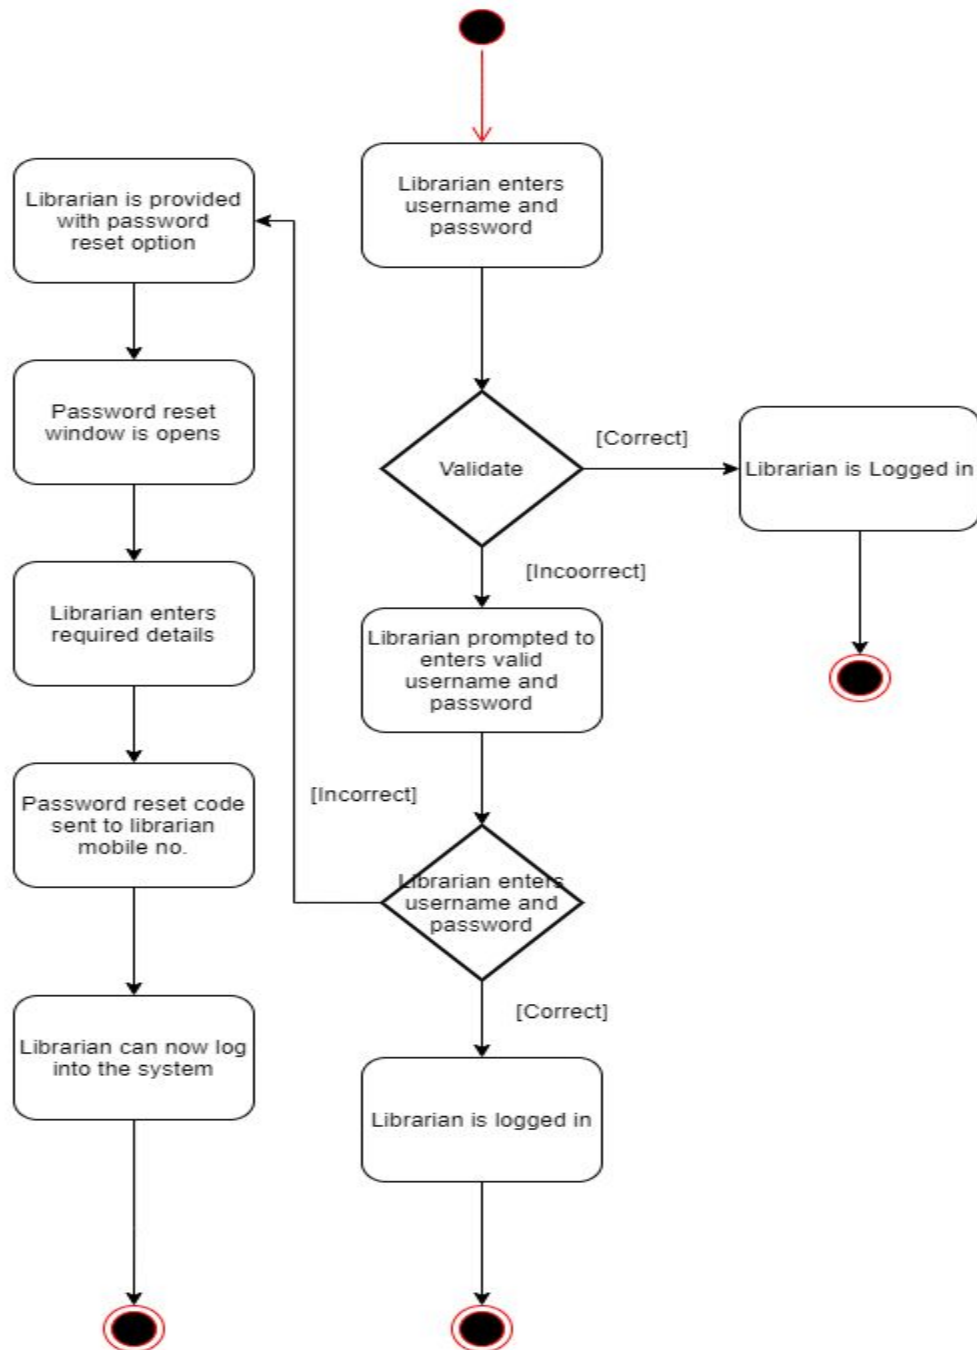 Librarian enters
username and
password
Librarian is provided
with password
reset option
Password reset
window is opens
Validate
[Correct]
Librarian is Logged in
[Incoorrect]
Librarian enters
required details
Librarian prompted to
enters valid
username and
password
Password reset code
sent to librarian
mobile no.
[Incorrect]
Librarian enters
username and
password
[Correct]
Librarian can now log
into the system
Librarian is logged in